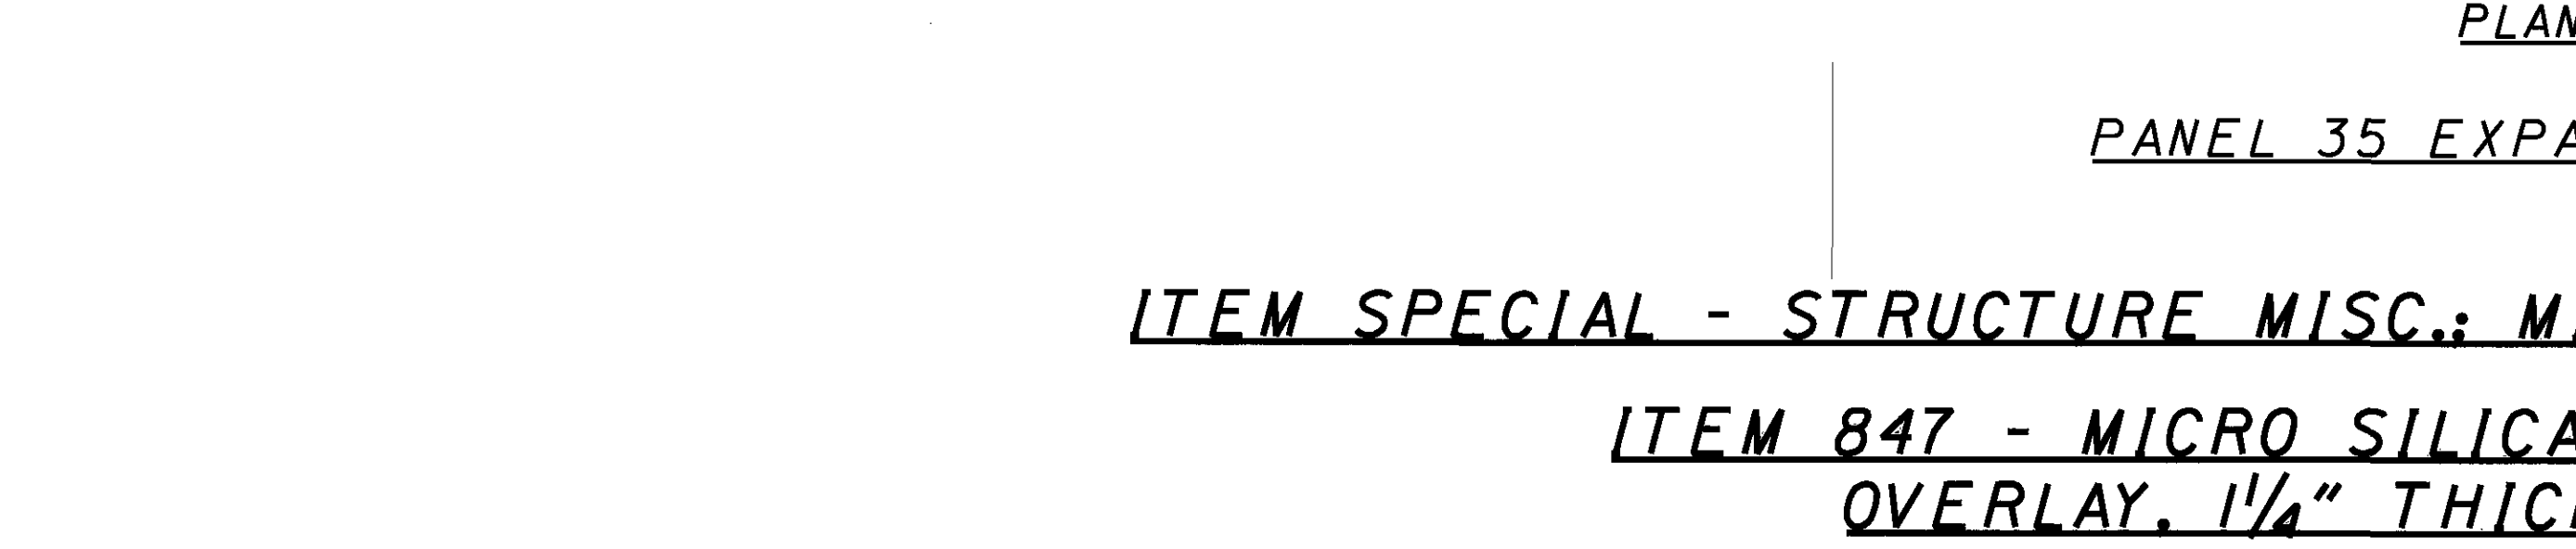 PLAN
PANEL 35 EXPA
ITEM SPECIAL - STRUCTURE MISC.: M
ITEM 847 - MICRO SILICA
OVERLAY, 1¼" THIC